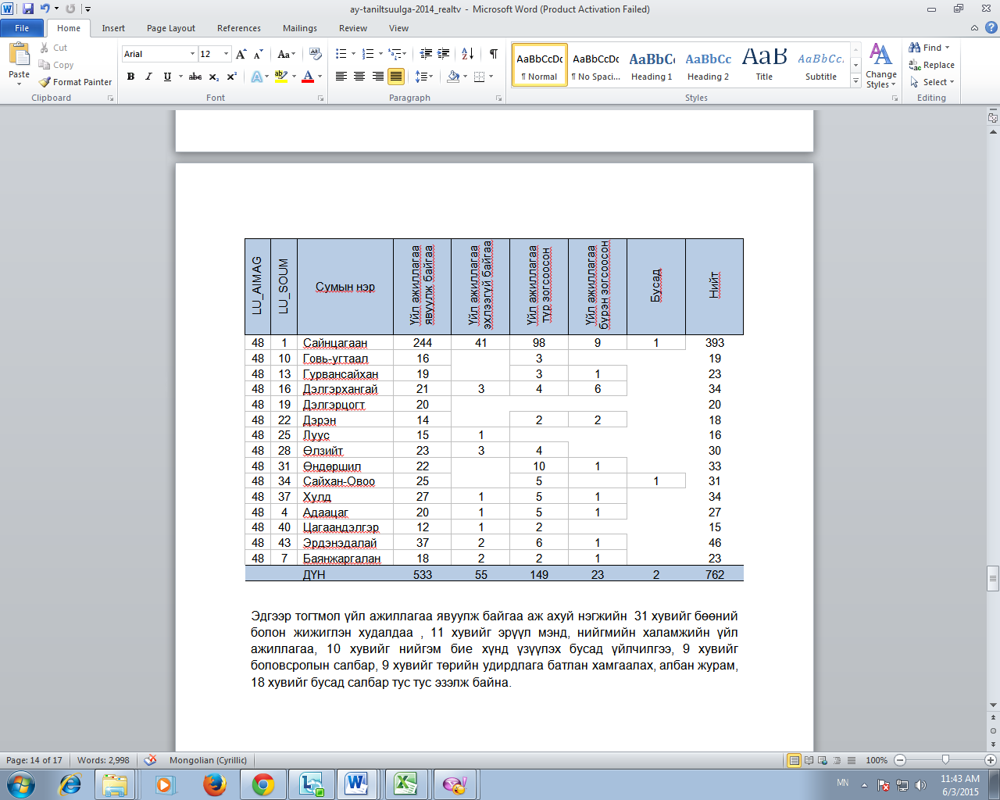 ay-taniltsuulga-2014_realtv - Microsoft Word (Product Activation Failed)
File Home Insert Page Layout References Mailings Review View
Paste Cut Copy Format Painter
Arial 12
AaBbCcDc AaBbCcDc AaBbCc AaBbCc AaB AaBbCc.
¶ Normal ¶ No Spaci... Heading 1 Heading 2 Title Subtitle
Change Styles
Find Replace Select
Clipboard Font Paragraph Styles Editing
LU_AIMAG LU_SOUM Сумын нэр Үйл ажиллагаа явуулж байгаа Үйл ажиллагаа эхлээгүй байгаа Үйл ажиллагаа түр зогсоосон Үйл ажиллагаа бүрэн зогсоосон Бусад Нийт
48 1 Сайнцагаан 244 41 98 9 1 393
48 10 Говь-угтаал 16 3 19
48 13 Гурвансайхан 19 3 1 23
48 16 Дэлгэрхангай 21 3 4 6 34
48 19 Дэлгэрцогт 20 20
48 22 Дэрэн 14 2 2 18
48 25 Луус 15 1 16
48 28 Өлзийт 23 3 4 30
48 31 Өндөршил 22 10 1 33
48 34 Сайхан-Овоо 25 5 1 31
48 37 Хулд 27 1 5 1 34
48 4 Адаацаг 20 1 5 1 27
48 40 Цагаандэлгэр 12 1 2 15
48 43 Эрдэнэдалай 37 2 6 1 46
48 7 Баянжаргалан 18 2 2 1 23
ДҮН 533 55 149 23 2 762
Эдгээр тогтмол үйл ажиллагаа явуулж байгаа аж ахуй нэгжийн 31 хувийг бөөний
болон жижиглэн худалдаа , 11 хувийг эрүүл мэнд, нийгмийн халамжийн үйл
ажиллагаа, 10 хувийг нийгэм бие хүнд үзүүлэх бусад үйлчилгээ, 9 хувийг
боловсролын салбар, 9 хувийг төрийн удирдлага батлан хамгаалах, албан журам,
18 хувийг бусад салбар тус тус эзэлж байна.
Page: 14 of 17 Words: 2,998 Mongolian (Cyrillic) 100%
MN 11:43 AM
6/3/2015